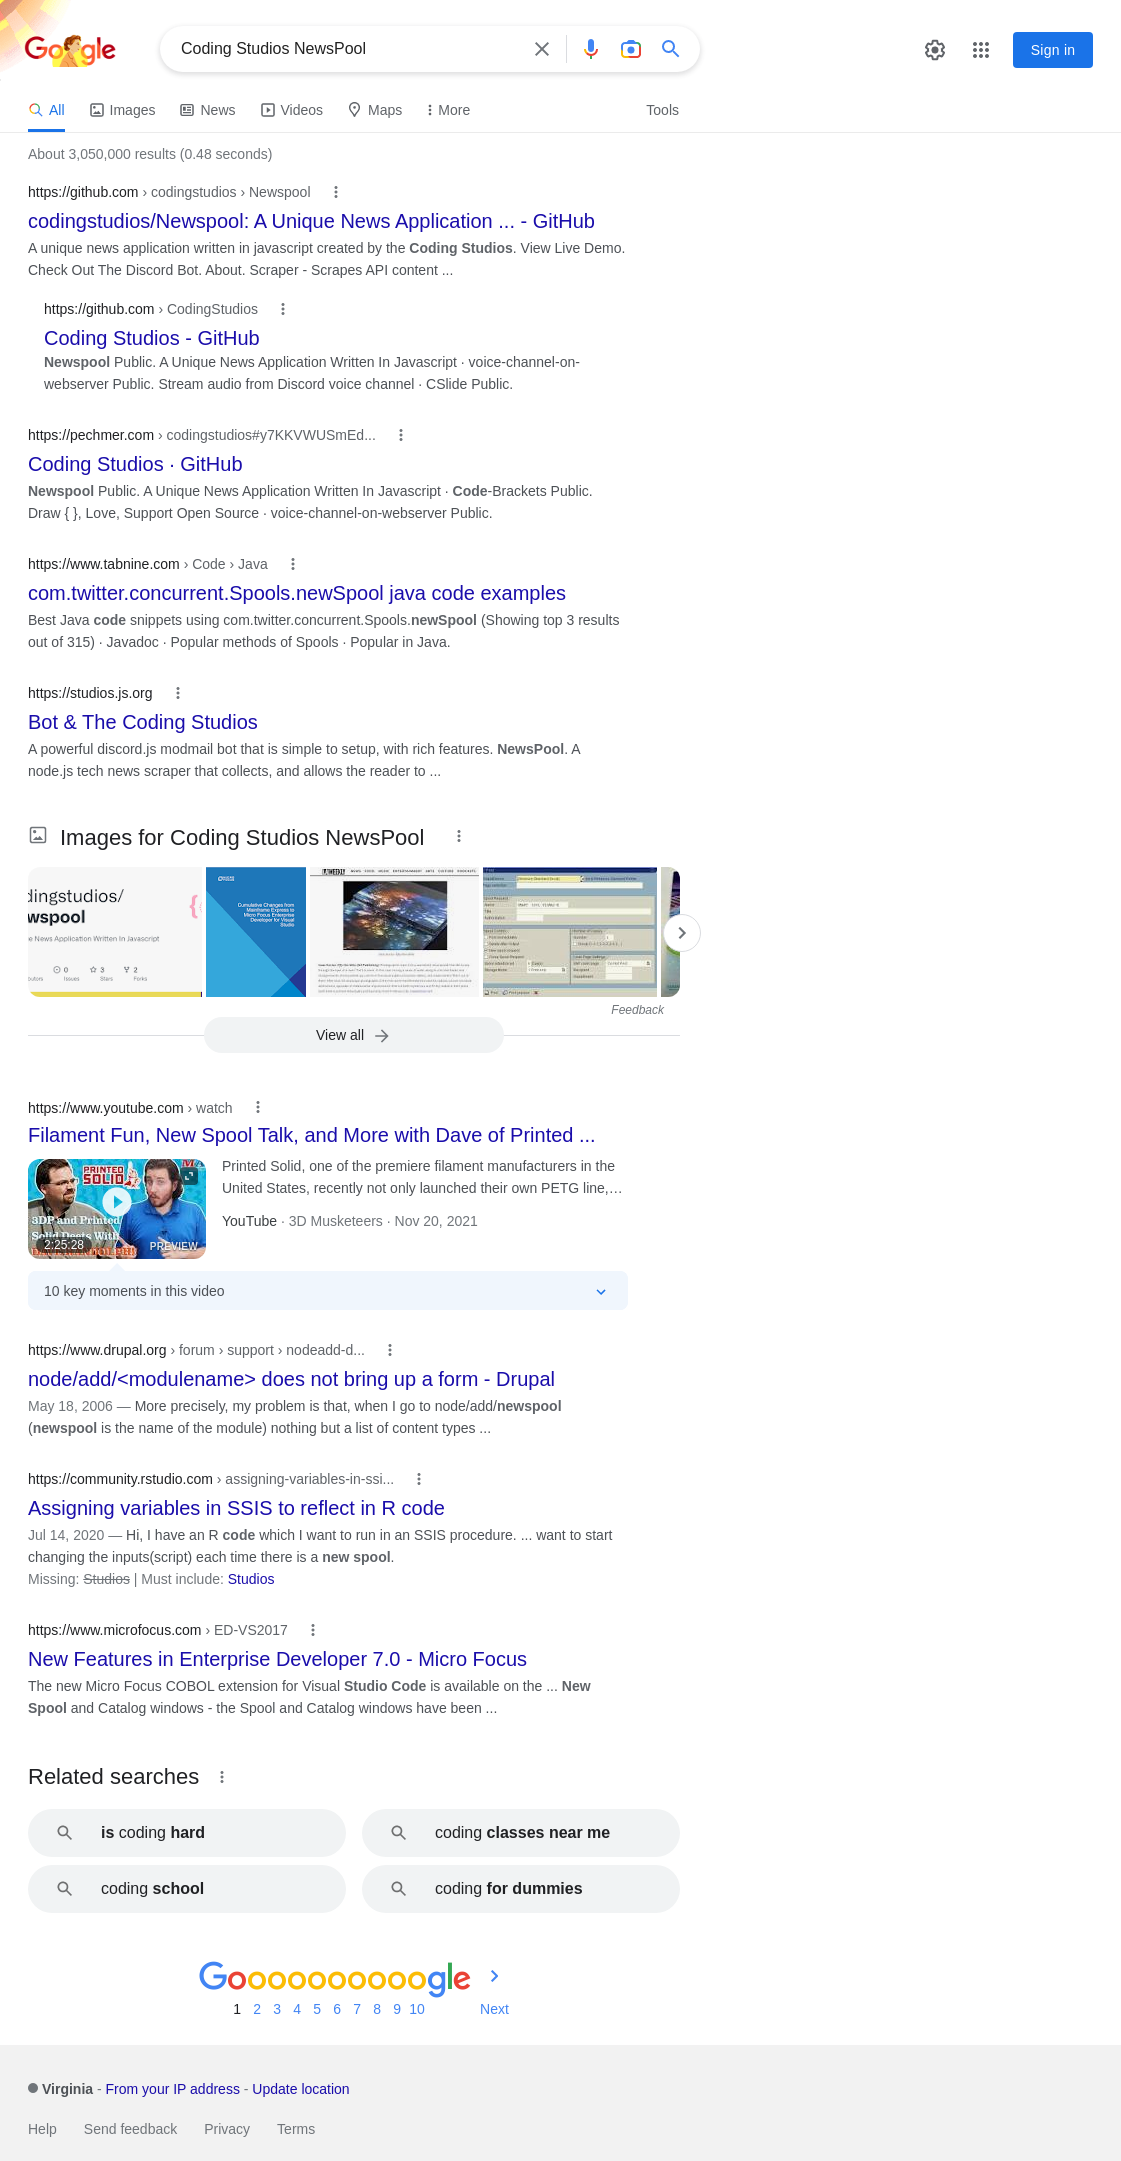 Google
Coding Studios NewsPool
Sign in
All
Images
News
Videos
Maps
More
Tools
About 3,050,000 results (0.48 seconds)
https://github.com › codingstudios › Newspool
codingstudios/Newspool: A Unique News Application ... - GitHub
A unique news application written in javascript created by the Coding Studios. View Live Demo.
Check Out The Discord Bot. About. Scraper - Scrapes API content ...
https://github.com › CodingStudios
Coding Studios - GitHub
Newspool Public. A Unique News Application Written In Javascript · voice-channel-on-
webserver Public. Stream audio from Discord voice channel · CSlide Public.
https://pechmer.com › codingstudios#y7KKVWUSmEd...
Coding Studios · GitHub
Newspool Public. A Unique News Application Written In Javascript · Code-Brackets Public.
Draw { }, Love, Support Open Source · voice-channel-on-webserver Public.
https://www.tabnine.com › Code › Java
com.twitter.concurrent.Spools.newSpool java code examples
Best Java code snippets using com.twitter.concurrent.Spools.newSpool (Showing top 3 results
out of 315) · Javadoc · Popular methods of Spools · Popular in Java.
https://studios.js.org
Bot & The Coding Studios
A powerful discord.js modmail bot that is simple to setup, with rich features. NewsPool. A
node.js tech news scraper that collects, and allows the reader to ...
Images for Coding Studios NewsPool
dingstudios/
wspool
e News Application Written In Javascript
0
3
2
Issues
Stars
Forks
Cumulative Changes from
Mainframe Express to
Micro Focus Enterprise
Developer for Visual
Studio
Feedback
View all
https://www.youtube.com › watch
Filament Fun, New Spool Talk, and More with Dave of Printed ...
PRINTED
SOLID
3DP and Printed
Solid Deets With
2:25:28
PREVIEW
Printed Solid, one of the premiere filament manufacturers in the
United States, recently not only launched their own PETG line,…
YouTube · 3D Musketeers · Nov 20, 2021
10 key moments in this video
https://www.drupal.org › forum › support › nodeadd-d...
node/add/<modulename> does not bring up a form - Drupal
May 18, 2006 — More precisely, my problem is that, when I go to node/add/newspool
(newspool is the name of the module) nothing but a list of content types ...
https://community.rstudio.com › assigning-variables-in-ssi...
Assigning variables in SSIS to reflect in R code
Jul 14, 2020 — Hi, I have an R code which I want to run in an SSIS procedure. ... want to start
changing the inputs(script) each time there is a new spool.
Missing: Studios | Must include: Studios
https://www.microfocus.com › ED-VS2017
New Features in Enterprise Developer 7.0 - Micro Focus
The new Micro Focus COBOL extension for Visual Studio Code is available on the ... New
Spool and Catalog windows - the Spool and Catalog windows have been ...
Related searches
is coding hard
coding classes near me
coding school
coding for dummies
Goooooooooogle
1 2 3 4 5 6 7 8 9 10 Next
Virginia - From your IP address - Update location
Help Send feedback Privacy Terms